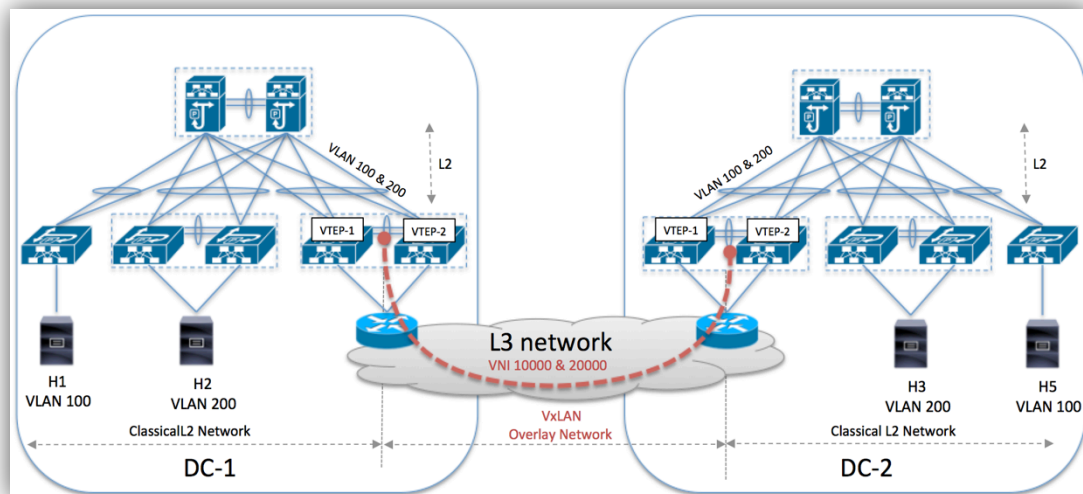 VLAN 100 & 200
L2
VTEP-1
VTEP-2
H1
VLAN 100
H2
VLAN 200
ClassicalL2 Network
DC-1
L3 network
VNI 10000 & 20000
VxLAN
Overlay Network
VLAN 100 & 200
L2
VTEP-1
VTEP-2
H3
VLAN 200
H5
VLAN 100
Classical L2 Network
DC-2